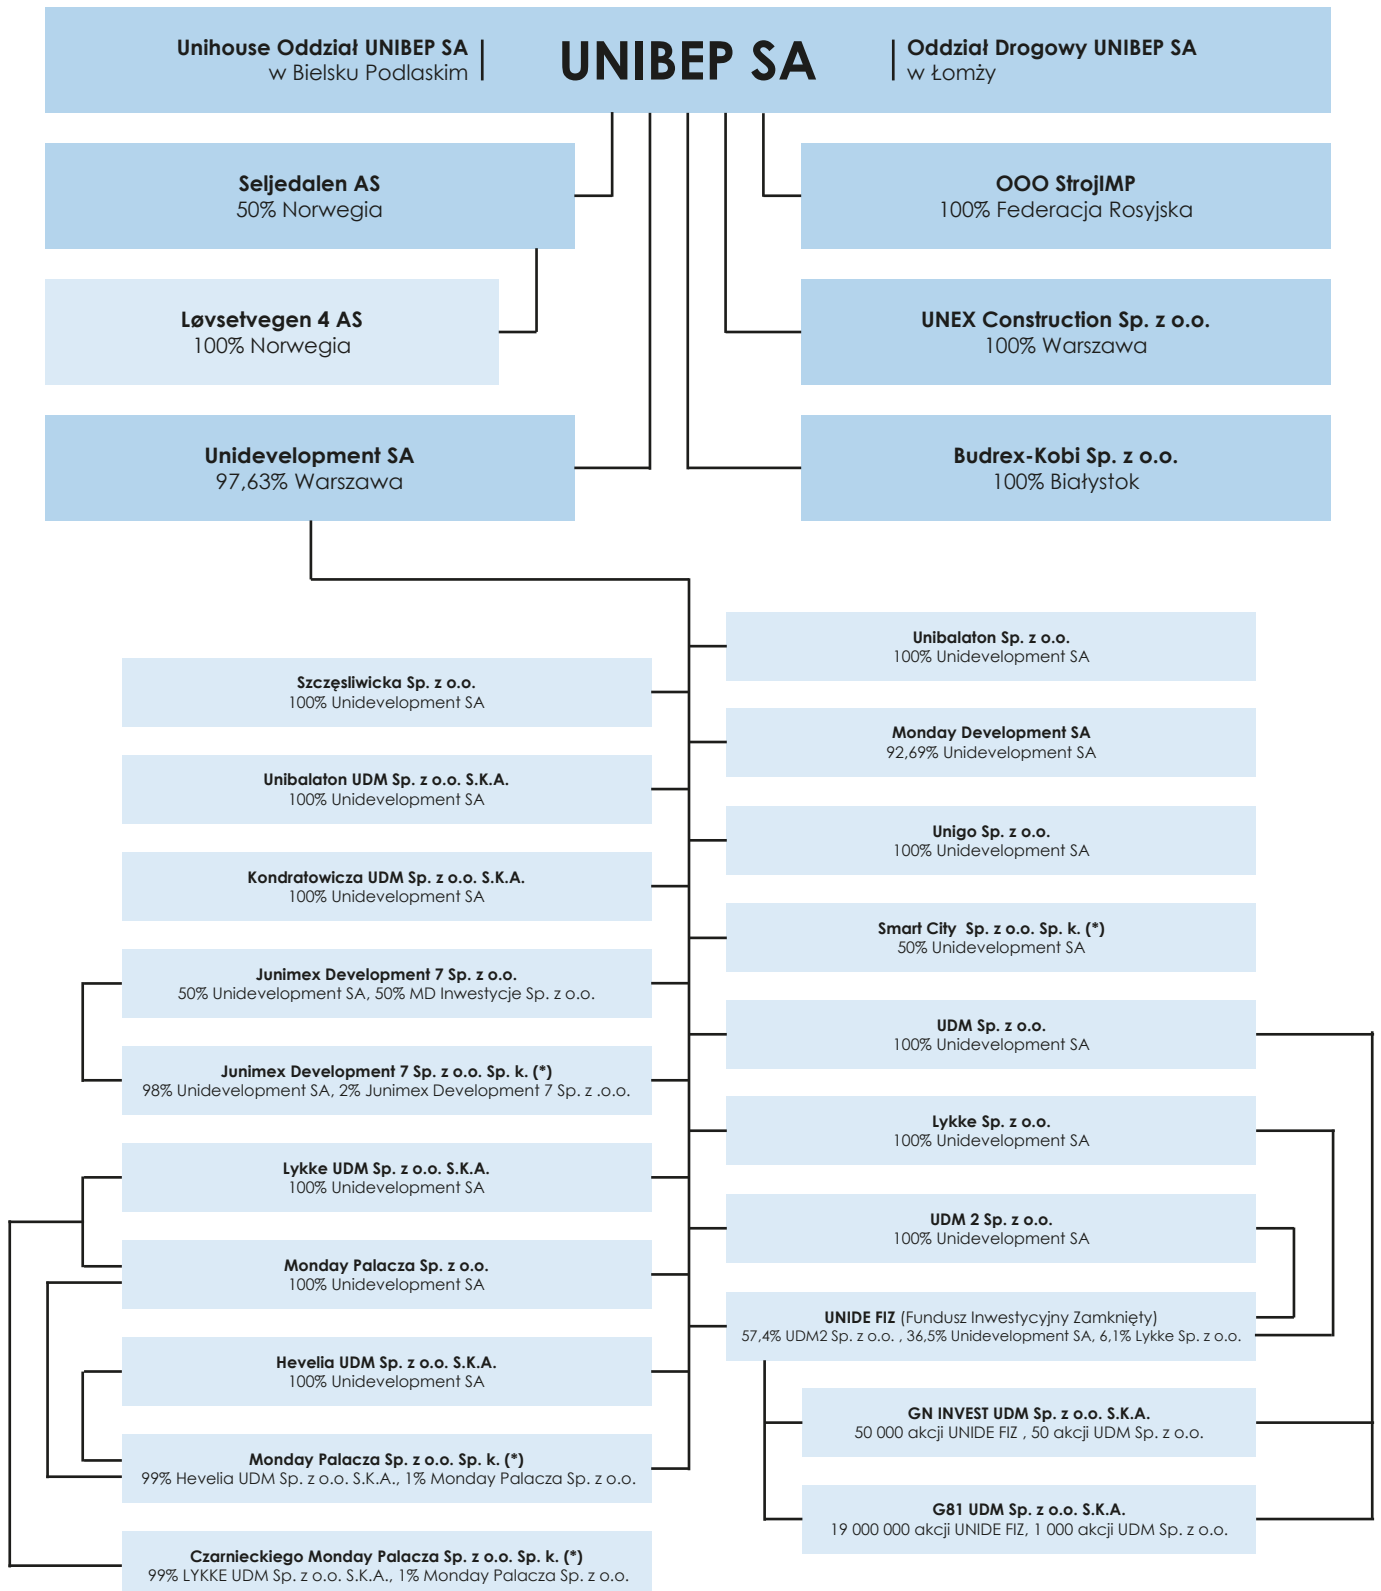 Unihouse Oddział UNIBEP SA
w Bielsku Podlaskim
UNIBEP SA
Oddział Drogowy UNIBEP SA
w Łomży
Seljedalen AS
50% Norwegia
OOO StrojIMP
100% Federacja Rosyjska
Løvsetvegen 4 AS
100% Norwegia
UNEX Construction Sp. z o.o.
100% Warszawa
Unidevelopment SA
97,63% Warszawa
Budrex-Kobi Sp. z o.o.
100% Białystok
Unibalaton Sp. z o.o.
100% Unidevelopment SA
Szczęsliwicka Sp. z o.o.
100% Unidevelopment SA
Monday Development SA
92,69% Unidevelopment SA
Unibalaton UDM Sp. z o.o. S.K.A.
100% Unidevelopment SA
Unigo Sp. z o.o.
100% Unidevelopment SA
Kondratowicza UDM Sp. z o.o. S.K.A.
100% Unidevelopment SA
Smart City Sp. z o.o. Sp. k. (*)
50% Unidevelopment SA
Junimex Development 7 Sp. z o.o.
50% Unidevelopment SA, 50% MD Inwestycje Sp. z o.o.
UDM Sp. z o.o.
100% Unidevelopment SA
Junimex Development 7 Sp. z o.o. Sp. k. (*)
98% Unidevelopment SA, 2% Junimex Development 7 Sp. z .o.o.
Lykke Sp. z o.o.
100% Unidevelopment SA
Lykke UDM Sp. z o.o. S.K.A.
100% Unidevelopment SA
UDM 2 Sp. z o.o.
100% Unidevelopment SA
Monday Palacza Sp. z o.o.
100% Unidevelopment SA
UNIDE FIZ (Fundusz Inwestycyjny Zamknięty)
57,4% UDM2 Sp. z o.o. , 36,5% Unidevelopment SA, 6,1% Lykke Sp. z o.o.
Hevelia UDM Sp. z o.o. S.K.A.
100% Unidevelopment SA
GN INVEST UDM Sp. z o.o. S.K.A.
50 000 akcji UNIDE FIZ , 50 akcji UDM Sp. z o.o.
Monday Palacza Sp. z o.o. Sp. k. (*)
99% Hevelia UDM Sp. z o.o. S.K.A., 1% Monday Palacza Sp. z o.o.
G81 UDM Sp. z o.o. S.K.A.
19 000 000 akcji UNIDE FIZ, 1 000 akcji UDM Sp. z o.o.
Czarnieckiego Monday Palacza Sp. z o.o. Sp. k. (*)
99% LYKKE UDM Sp. z o.o. S.K.A., 1% Monday Palacza Sp. z o.o.